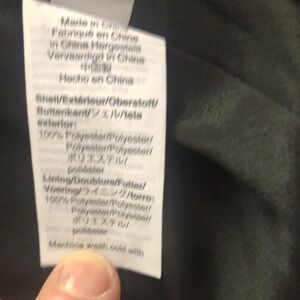 Made in China
Fabriqué en China
in China Hergestellt
Vervaardigd in China
中国製
Hecho en China
Shell/Extérieur/Oberstoff/
Buitenkant/シェル/tela
exterior:
100% Polyester/Polyester/
Polyester/Polyester/
ポリエステル/
poliéster
Lining/Doublure/Futter/
Voering/ライニング/forro:
100% Polyester/Polyester/
Polyester/Polyester/
ポリエステル/
poliéster
Machine wash cold with